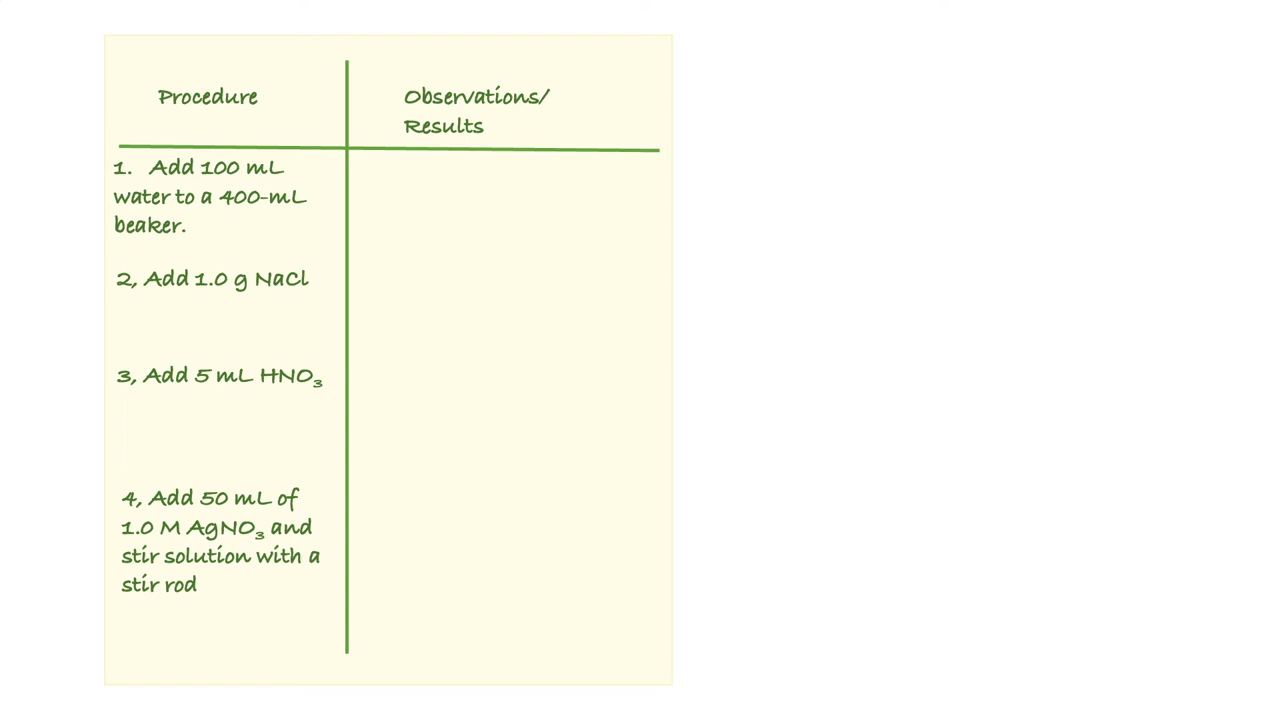 Procedure
Observations/
Results
1. Add 100 mL
water to a 400-mL
beaker.
2, Add 1.0 g NaCl
3, Add 5 mL HNO₃
4, Add 50 mL of
1.0 M AgNO₃ and
stir solution with a
stir rod